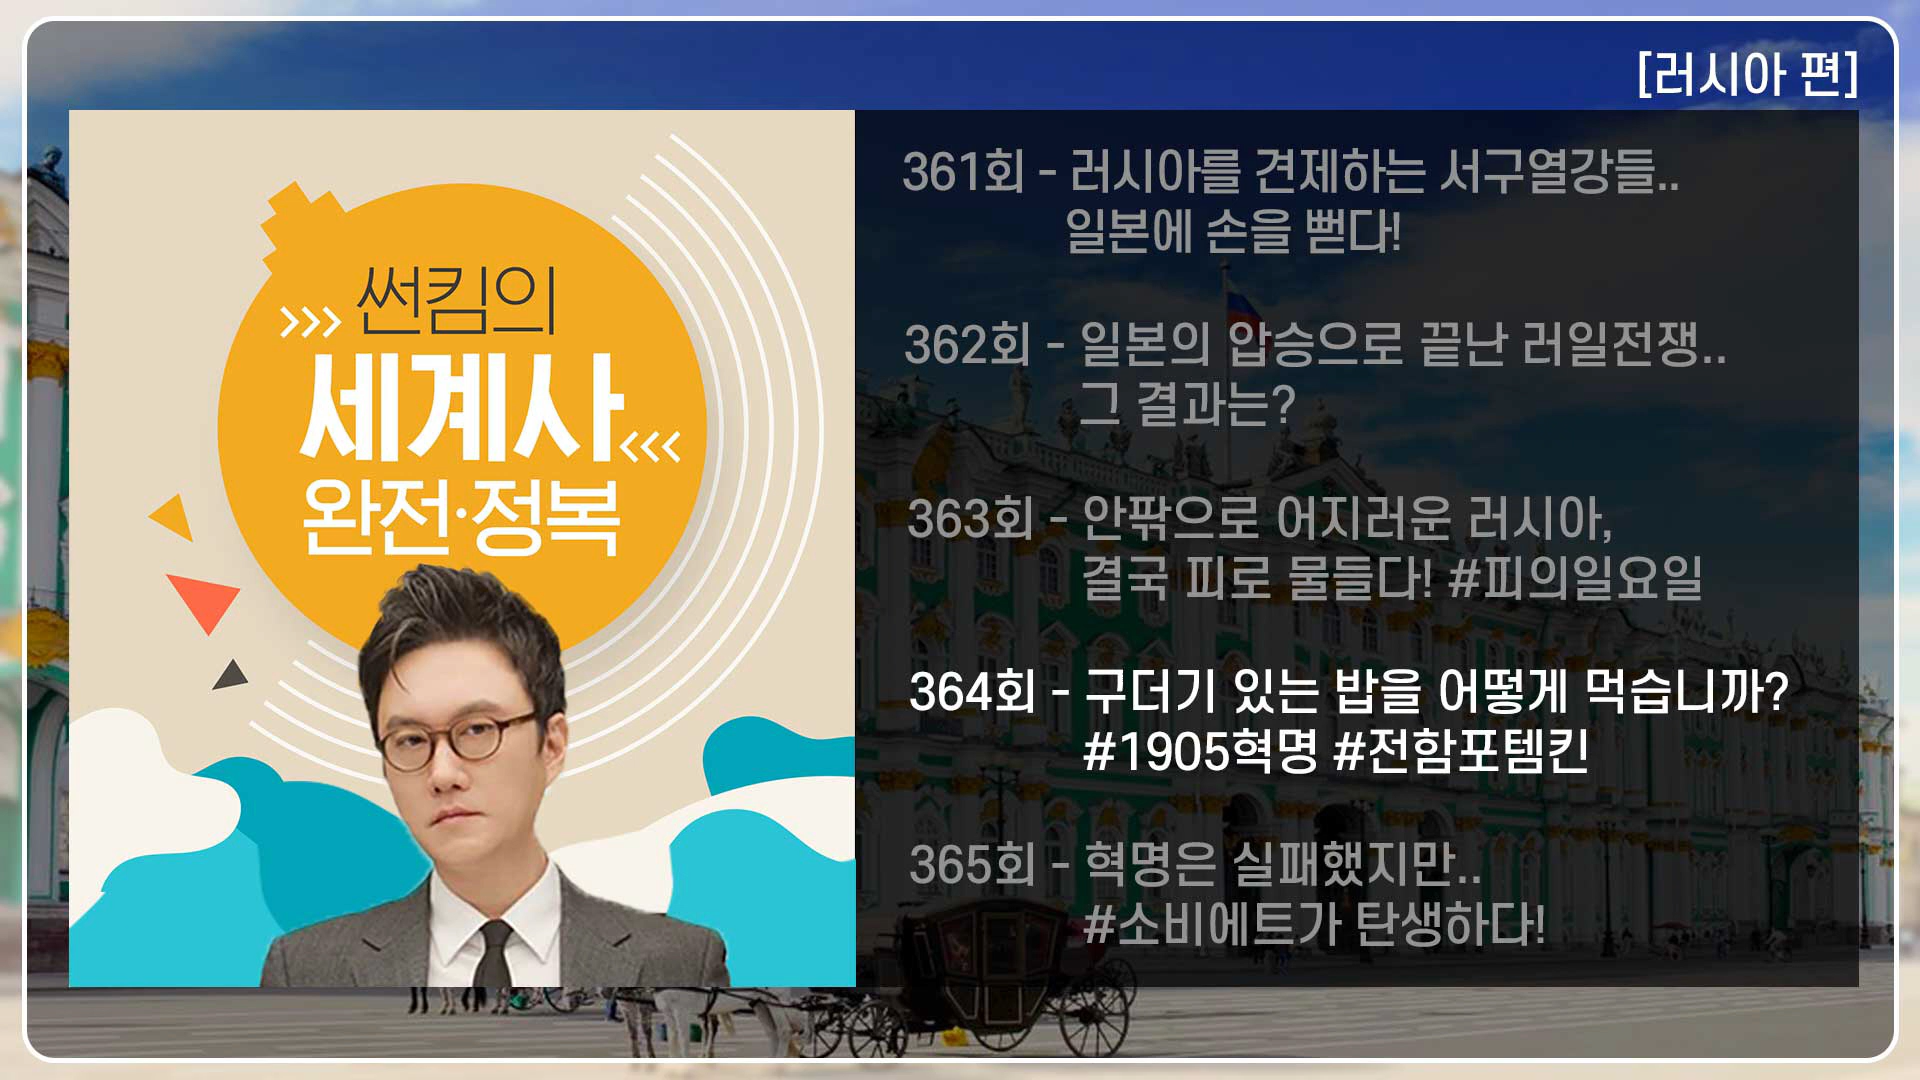 [러시아 편]
썬킴의
세계사
완전·정복
361회 - 러시아를 견제하는 서구열강들..
일본에 손을 뻗다!
362회 - 일본의 압승으로 끝난 러일전쟁..
그 결과는?
363회 - 안팎으로 어지러운 러시아,
결국 피로 물들다! #피의일요일
364회 - 구더기 있는 밥을 어떻게 먹습니까?
#1905혁명 #전함포템킨
365회 - 혁명은 실패했지만..
#소비에트가 탄생하다!